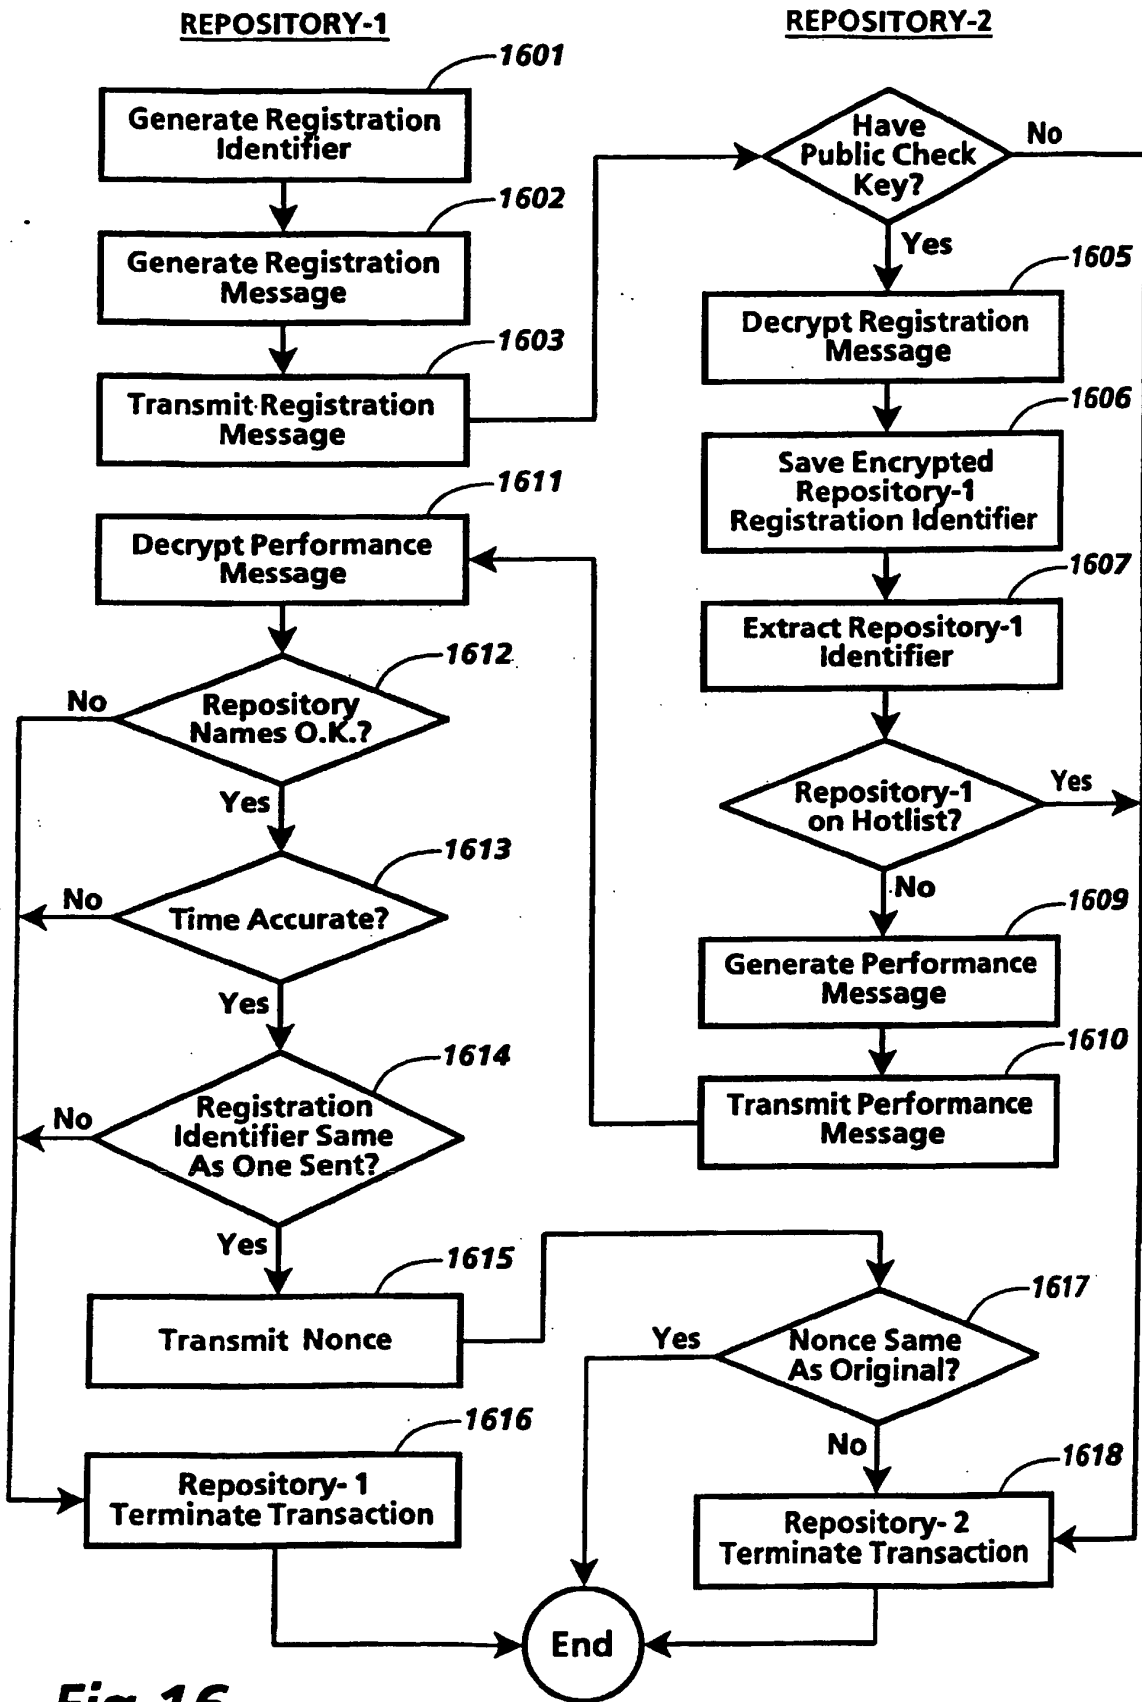 REPOSITORY-1
1601
Generate Registration
Identifier
1602
Generate Registration
Message
1603
Transmit Registration
Message
1611
Decrypt Performance
Message
1612
Repository
Names O.K.?
No
Yes
1613
Time Accurate?
No
Yes
1614
Registration
Identifier Same
As One Sent?
No
Yes
1615
Transmit Nonce
1616
Repository- 1
Terminate Transaction
REPOSITORY-2
Have
Public Check
Key?
No
Yes
1605
Decrypt Registration
Message
1606
Save Encrypted
Repository-1
Registration Identifier
1607
Extract Repository-1
Identifier
Repository-1
on Hotlist?
Yes
No
1609
Generate Performance
Message
1610
Transmit Performance
Message
1617
Nonce Same
As Original?
Yes
No
1618
Repository- 2
Terminate Transaction
End
Fig. 16